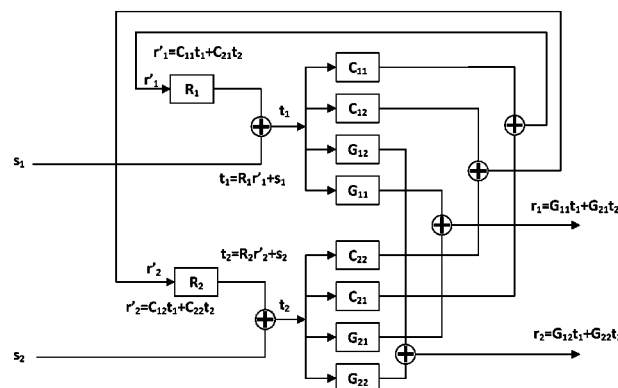 r'₁=C₁₁t₁+C₂₁t₂
r'₁
R₁
t₁
C₁₁
C₁₂
G₁₂
G₁₁
s₁
t₁=R₁r'₁+s₁
r₁=G₁₁t₁+G₂₁t₂
t₂=R₂r'₂+s₂
r'₂
R₂
t₂
C₂₂
C₂₁
G₂₁
G₂₂
r'₂=C₁₂t₁+C₂₂t₂
s₂
r₂=G₁₂t₁+G₂₂t